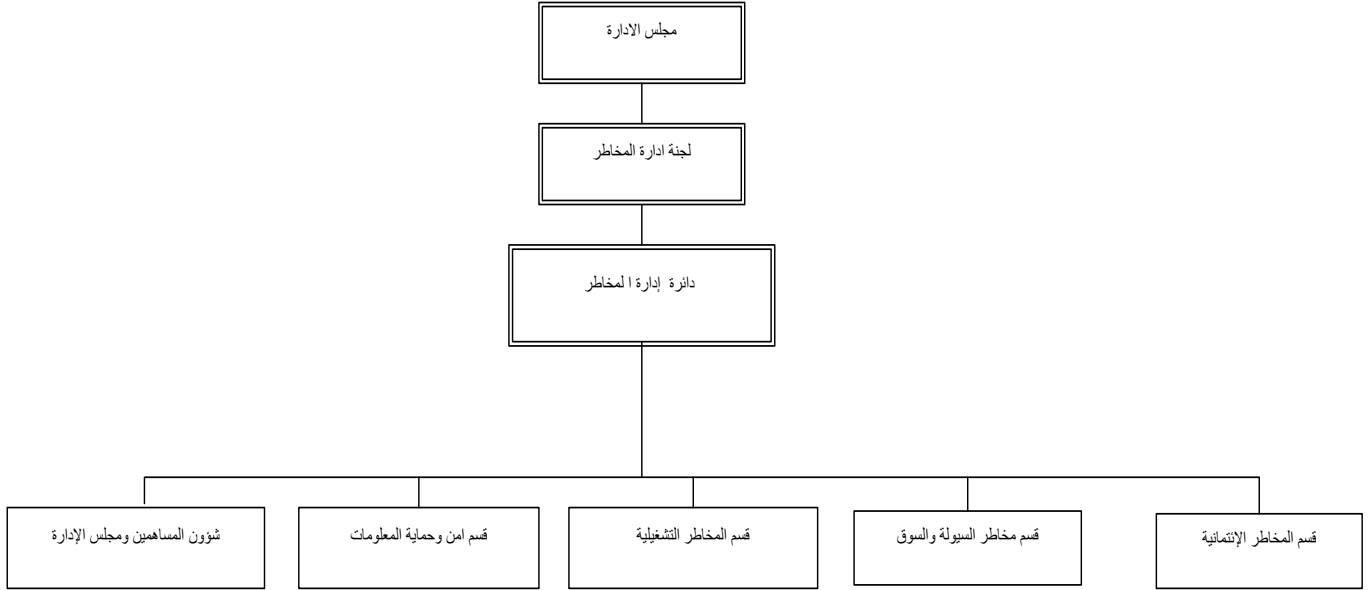 مجلس الادارة
لجنة ادارة المخاطر
دائرة إدارة ا لمخاطر
قسم المخاطر الإئتمانية
قسم مخاطر السيولة والسوق
قسم المخاطر التشغيلية
قسم امن وحماية المعلومات
شؤون المساهمين ومجلس الإدارة